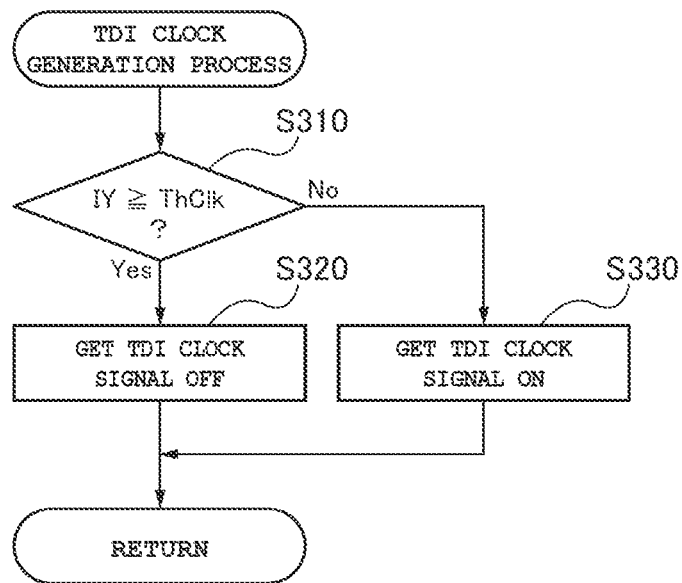 TDI CLOCK
GENERATION PROCESS
S310
IY ≧ ThClk
?
No
Yes
S320
S330
GET TDI CLOCK
SIGNAL OFF
GET TDI CLOCK
SIGNAL ON
RETURN